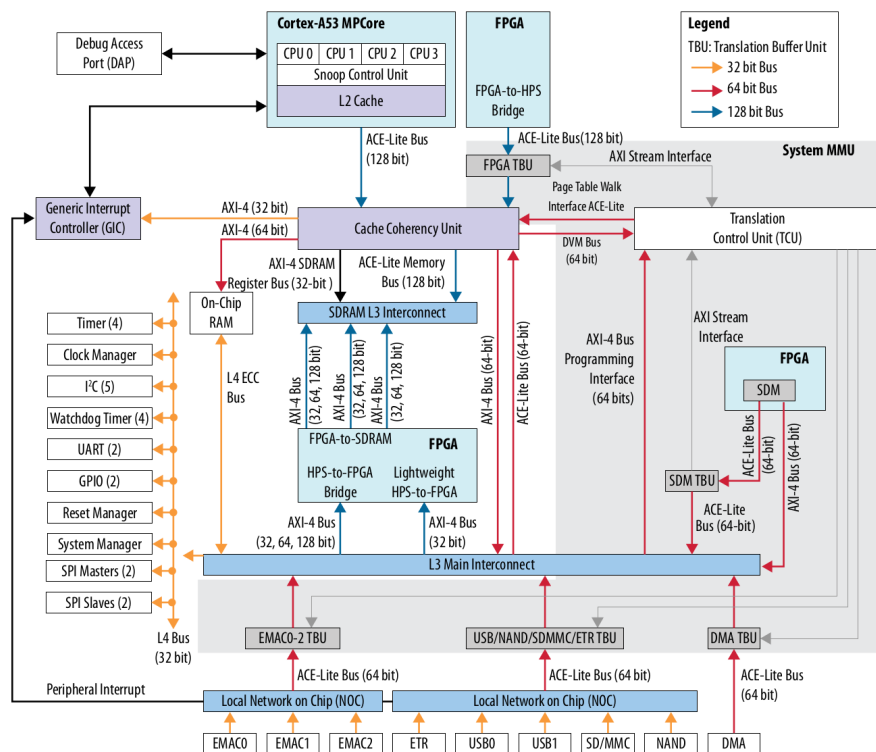 Cortex-A53 MPCore
CPU 0
CPU 1
CPU 2
CPU 3
Snoop Control Unit
L2 Cache
FPGA
FPGA-to-HPS
Bridge
Legend
TBU: Translation Buffer Unit
32 bit Bus
64 bit Bus
128 bit Bus
Debug Access
Port (DAP)
ACE-Lite Bus
(128 bit)
ACE-Lite Bus(128 bit)
System MMU
FPGA TBU
AXI Stream Interface
Page Table Walk
Interface ACE-Lite
Generic Interrupt
Controller (GIC)
AXI-4 (32 bit)
AXI-4 (64 bit)
Cache Coherency Unit
DVM Bus
(64 bit)
Translation
Control Unit (TCU)
AXI-4 SDRAM
Register Bus (32-bit )
ACE-Lite Memory
Bus (128 bit)
On-Chip
RAM
SDRAM L3 Interconnect
Timer (4)
Clock Manager
I²C (5)
Watchdog Timer (4)
UART (2)
GPIO (2)
Reset Manager
System Manager
SPI Masters (2)
SPI Slaves (2)
L4 Bus
(32 bit)
L4 ECC
Bus
AXI-4 Bus
(32, 64, 128 bit)
AXI-4 Bus
(32, 64, 128 bit)
AXI-4 Bus
(32, 64, 128 bit)
AXI-4 Bus (64-bit)
ACE-Lite Bus (64-bit)
AXI-4 Bus
Programming
Interface
(64 bits)
AXI Stream
Interface
FPGA
SDM
ACE-Lite Bus
(64-bit)
AXI-4 Bus (64-bit)
SDM TBU
ACE-Lite
Bus (64-bit)
FPGA-to-SDRAM
FPGA
HPS-to-FPGA
Bridge
Lightweight
HPS-to-FPGA
AXI-4 Bus
(32, 64, 128 bit)
AXI-4 Bus
(32 bit)
L3 Main Interconnect
EMAC0-2 TBU
USB/NAND/SDMMC/ETR TBU
DMA TBU
ACE-Lite Bus (64 bit)
ACE-Lite Bus (64 bit)
ACE-Lite Bus
(64 bit)
Peripheral Interrupt
Local Network on Chip (NOC)
Local Network on Chip (NOC)
EMAC0
EMAC1
EMAC2
ETR
USB0
USB1
SD/MMC
NAND
DMA